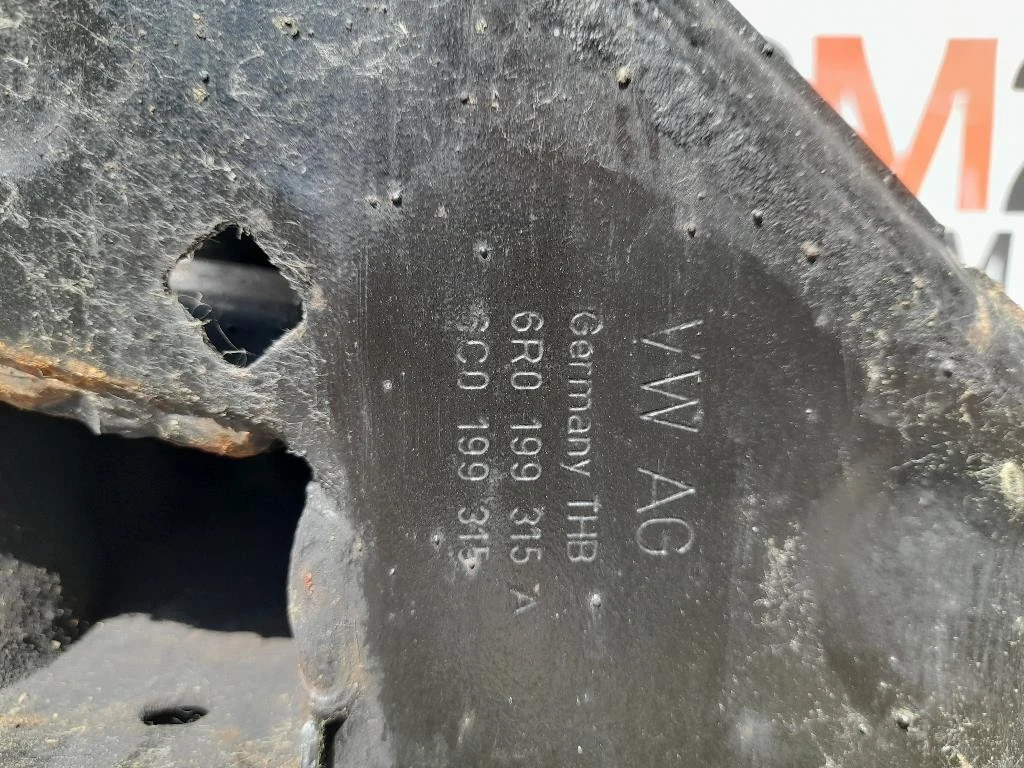 VW AG
Germany THB
6R0 199 315 A
6C0 199 315
M
M